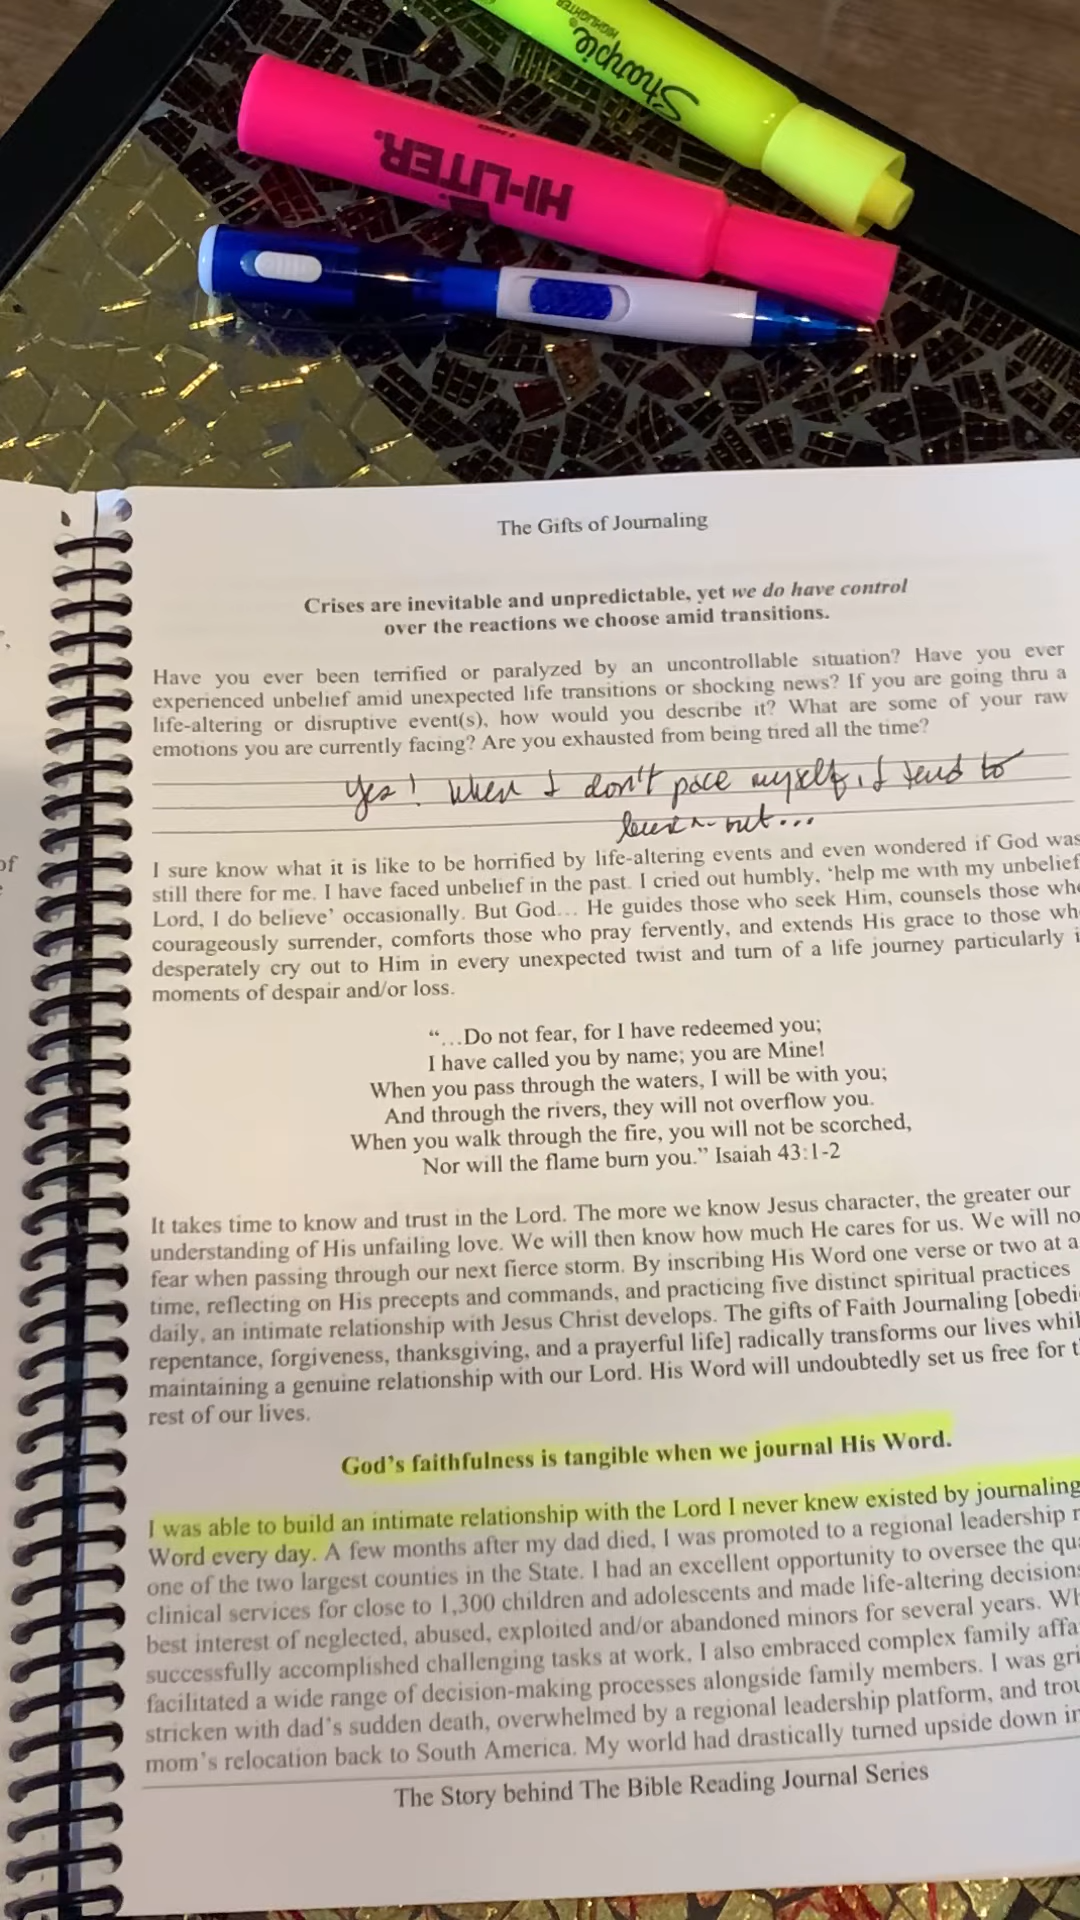 Sharpie
HIGHLIGHTER
HI-LITER.
of
The Gifts of Journaling
Crises are inevitable and unpredictable, yet we do have control
over the reactions we choose amid transitions.
Have you ever been terrified or paralyzed by an uncontrollable situation? Have you ever
experienced unbelief amid unexpected life transitions or shocking news? If you are going thru a
life-altering or disruptive event(s), how would you describe it? What are some of your raw
emotions you are currently facing? Are you exhausted from being tired all the time?
Yes! When I don't pace myself, I tend to
burn-out...
I sure know what it is like to be horrified by life-altering events and even wondered if God was
still there for me. I have faced unbelief in the past. I cried out humbly, ‘help me with my unbelief
Lord, I do believe’ occasionally. But God... He guides those who seek Him, counsels those who
courageously surrender, comforts those who pray fervently, and extends His grace to those wh
desperately cry out to Him in every unexpected twist and turn of a life journey particularly i
moments of despair and/or loss.
“...Do not fear, for I have redeemed you;
I have called you by name; you are Mine!
When you pass through the waters, I will be with you;
And through the rivers, they will not overflow you.
When you walk through the fire, you will not be scorched,
Nor will the flame burn you.” Isaiah 43:1-2
It takes time to know and trust in the Lord. The more we know Jesus character, the greater our
understanding of His unfailing love. We will then know how much He cares for us. We will no
fear when passing through our next fierce storm. By inscribing His Word one verse or two at a
time, reflecting on His precepts and commands, and practicing five distinct spiritual practices
daily, an intimate relationship with Jesus Christ develops. The gifts of Faith Journaling [obedi
repentance, forgiveness, thanksgiving, and a prayerful life] radically transforms our lives whil
maintaining a genuine relationship with our Lord. His Word will undoubtedly set us free for t
rest of our lives.
God’s faithfulness is tangible when we journal His Word.
I was able to build an intimate relationship with the Lord I never knew existed by journaling
Word every day. A few months after my dad died, I was promoted to a regional leadership r
one of the two largest counties in the State. I had an excellent opportunity to oversee the qua
clinical services for close to 1,300 children and adolescents and made life-altering decisions
best interest of neglected, abused, exploited and/or abandoned minors for several years. Wh
successfully accomplished challenging tasks at work, I also embraced complex family affa
facilitated a wide range of decision-making processes alongside family members. I was gri
stricken with dad’s sudden death, overwhelmed by a regional leadership platform, and trou
mom’s relocation back to South America. My world had drastically turned upside down in
The Story behind The Bible Reading Journal Series